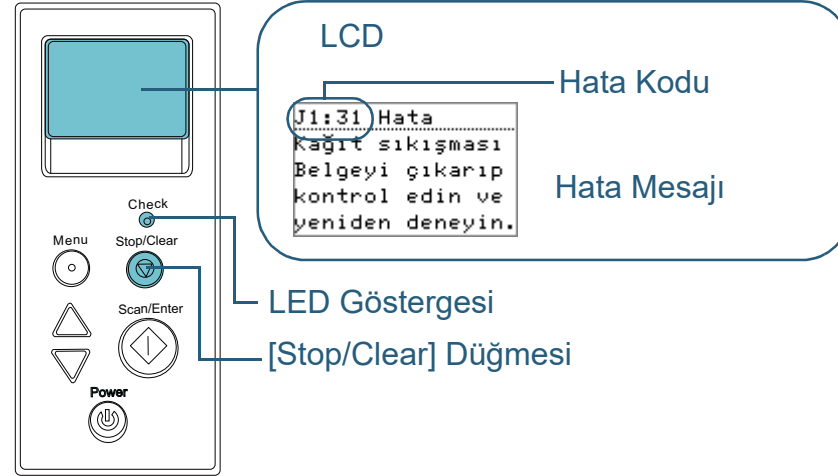 LCD
Hata Kodu
J1:31 Hata
Kağıt sıkışması
Belgeyi çıkarıp
kontrol edin ve
yeniden deneyin.
Hata Mesajı
Check
Menu
Stop/Clear
LED Göstergesi
Scan/Enter
[Stop/Clear] Düğmesi
Power